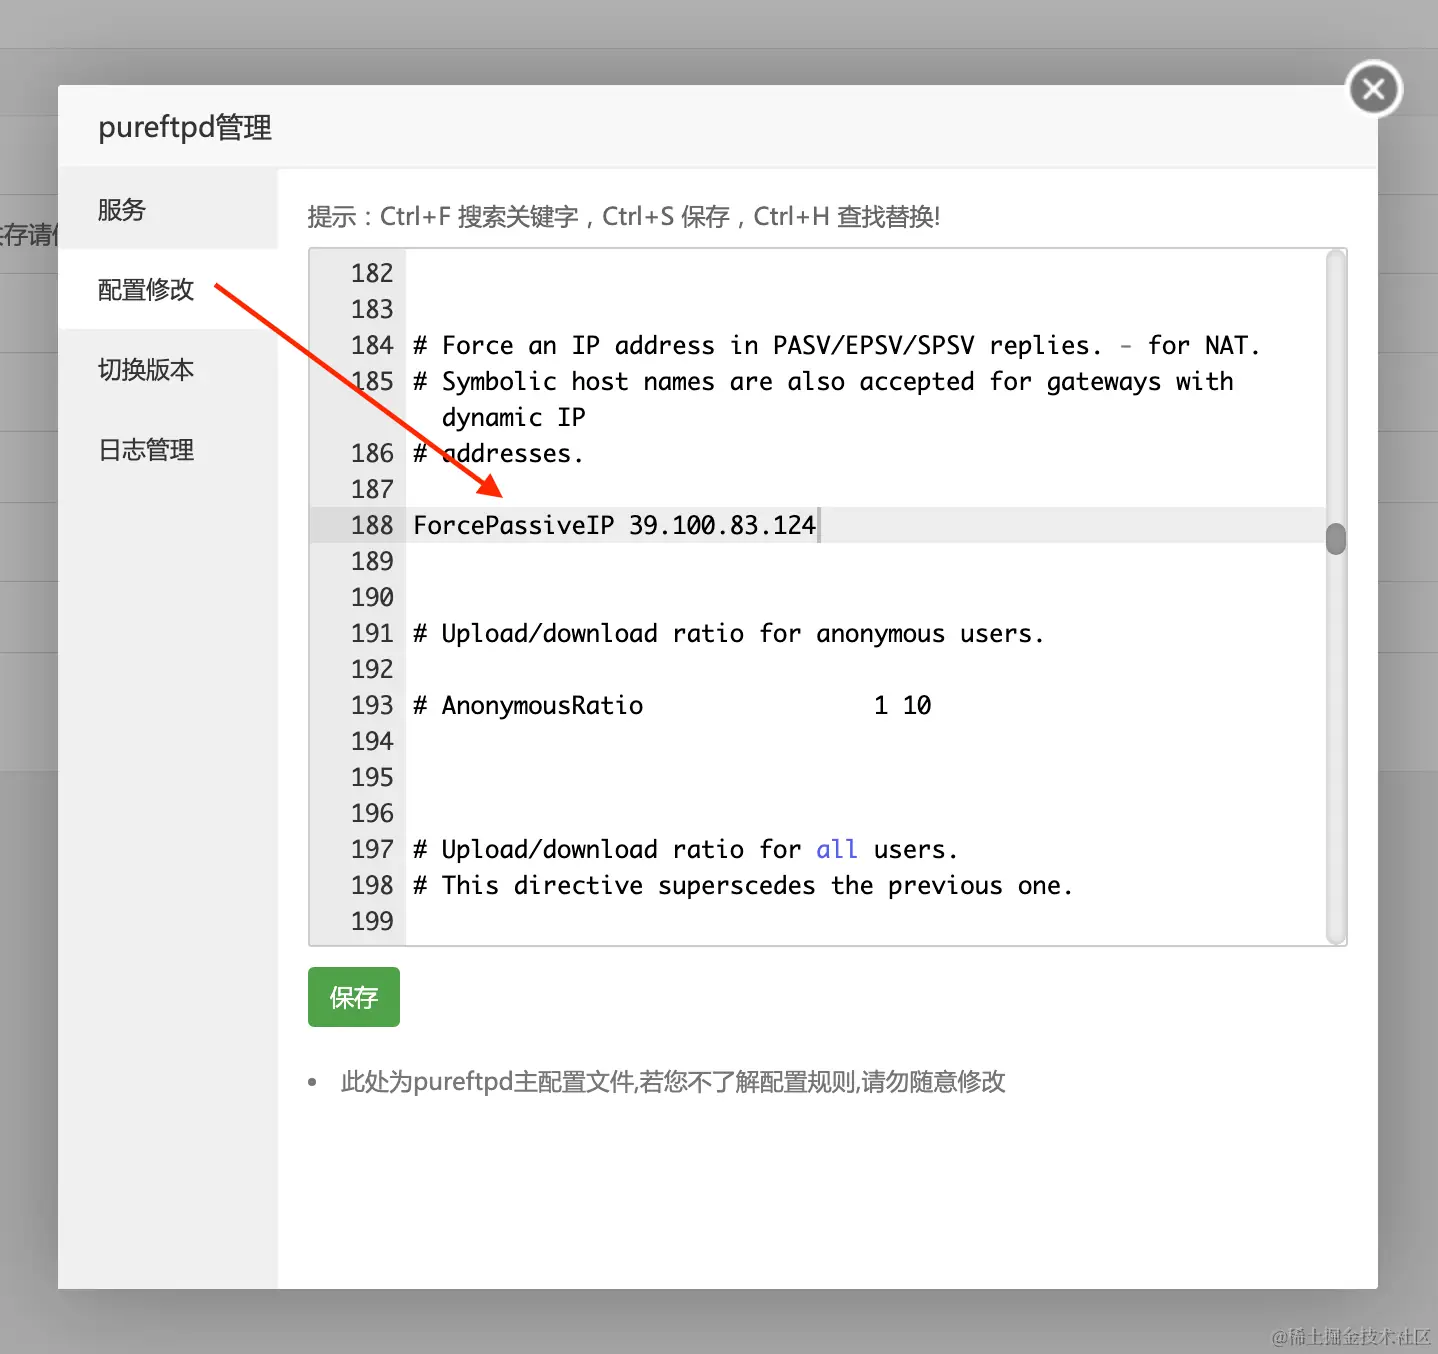 pureftpd管理
服务
配置修改
切换版本
日志管理
存请
提示：Ctrl+F 搜索关键字，Ctrl+S 保存，Ctrl+H 查找替换!
182
183
184 # Force an IP address in PASV/EPSV/SPSV replies. - for NAT.
185 # Symbolic host names are also accepted for gateways with
dynamic IP
186 # addresses.
187
188 ForcePassiveIP 39.100.83.124
189
190
191 # Upload/download ratio for anonymous users.
192
193 # AnonymousRatio 1 10
194
195
196
197 # Upload/download ratio for all users.
198 # This directive superscedes the previous one.
199
保存
• 此处为pureftpd主配置文件,若您不了解配置规则,请勿随意修改
@稀土掘金技术社区